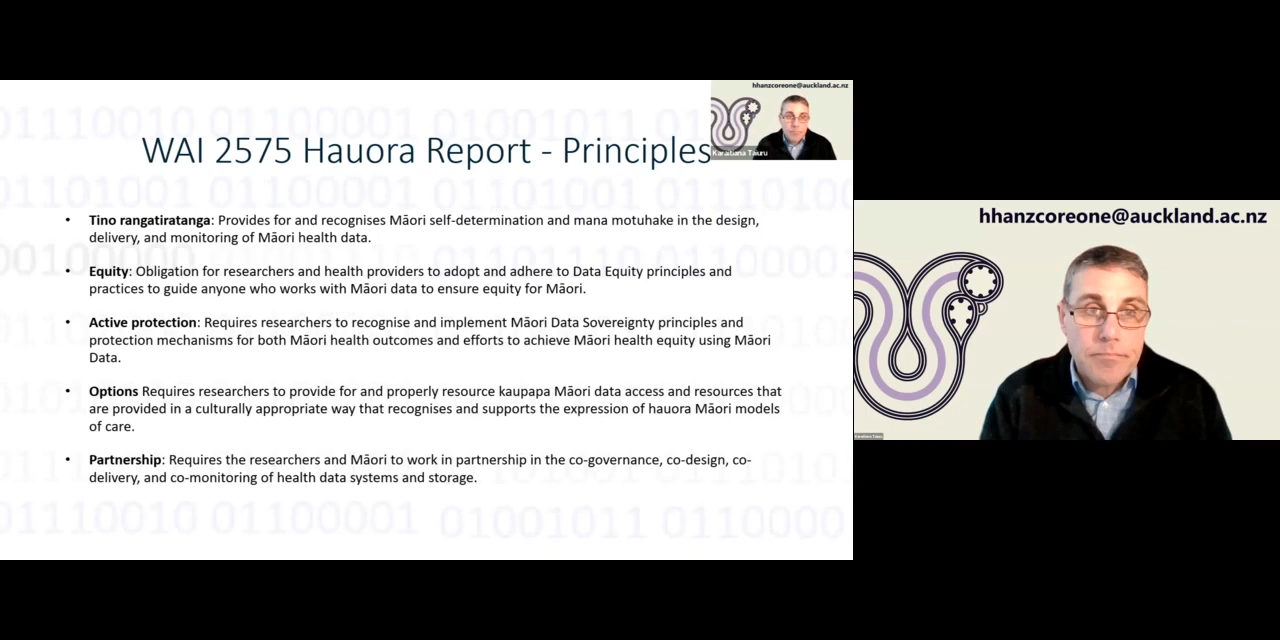 hhanzcoreone@auckland.ac.nz
WAI 2575 Hauora Report - Principles
Karaitiana Taiuru
• Tino rangatiratanga: Provides for and recognises Māori self-determination and mana motuhake in the design,
delivery, and monitoring of Māori health data.
• Equity: Obligation for researchers and health providers to adopt and adhere to Data Equity principles and
practices to guide anyone who works with Māori data to ensure equity for Māori.
• Active protection: Requires researchers to recognise and implement Māori Data Sovereignty principles and
protection mechanisms for both Māori health outcomes and efforts to achieve Māori health equity using Māori
Data.
• Options Requires researchers to provide for and properly resource kaupapa Māori data access and resources that
are provided in a culturally appropriate way that recognises and supports the expression of hauora Māori models
of care.
• Partnership: Requires the researchers and Māori to work in partnership in the co-governance, co-design, co-
delivery, and co-monitoring of health data systems and storage.
01110010 01100001
hhanzcoreone@auckland.ac.nz
Karaitiana Taiuru